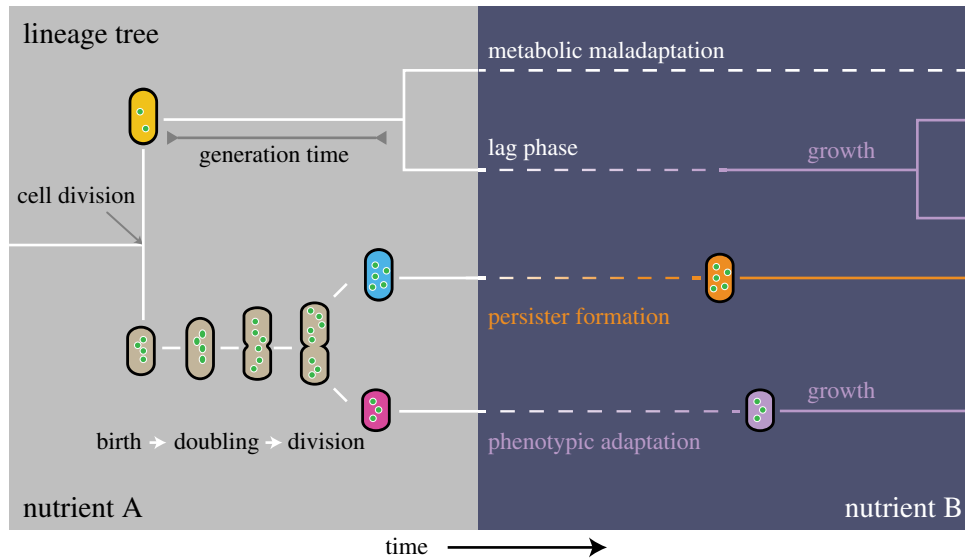 lineage tree
metabolic maladaptation
generation time
lag phase
growth
cell division
persister formation
growth
birth → doubling → division
phenotypic adaptation
nutrient A
nutrient B
time